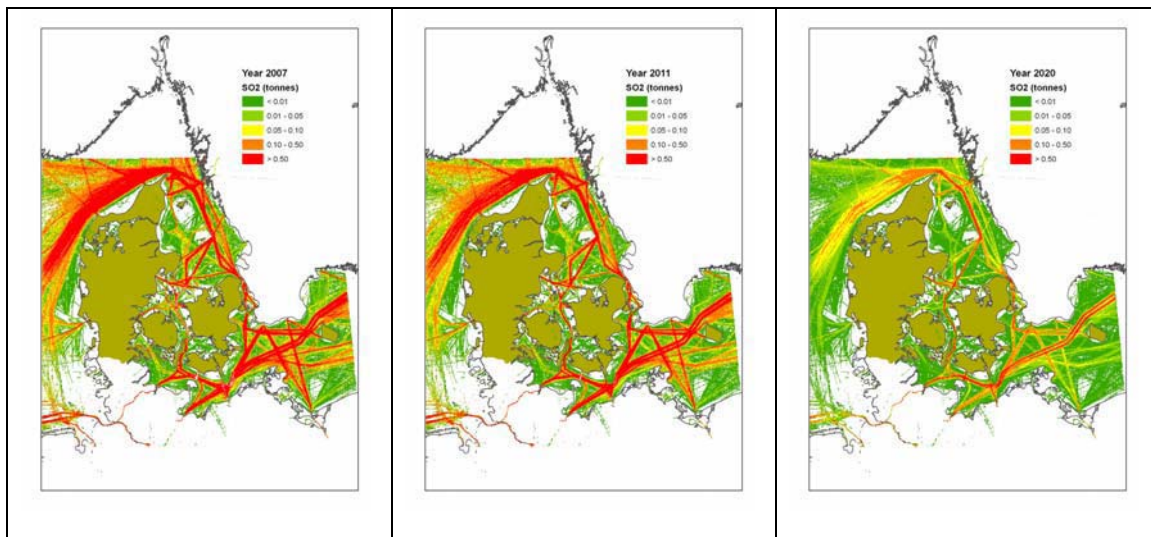 Year 2007
SO2 (tonnes)
< 0.01
0.01 - 0.05
0.05 - 0.10
0.10 - 0.50
> 0.50
Year 2011
SO2 (tonnes)
< 0.01
0.01 - 0.05
0.05 - 0.10
0.10 - 0.50
> 0.50
Year 2020
SO2 (tonnes)
< 0.01
0.01 - 0.05
0.05 - 0.10
0.10 - 0.50
> 0.50